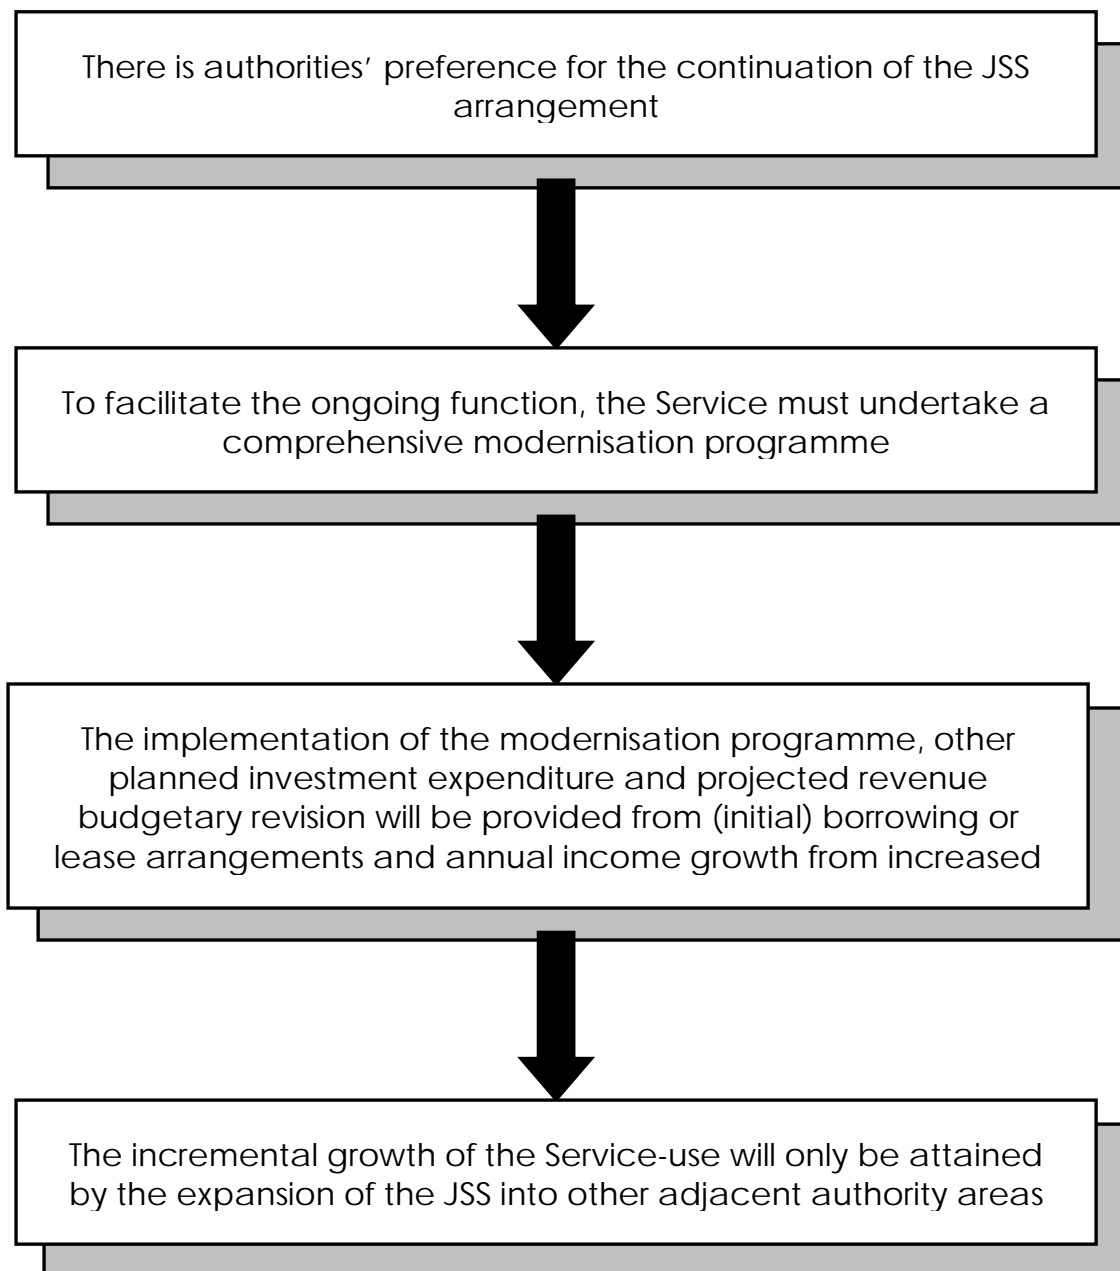 There is authorities’ preference for the continuation of the JSS
arrangement
To facilitate the ongoing function, the Service must undertake a
comprehensive modernisation programme
The implementation of the modernisation programme, other
planned investment expenditure and projected revenue
budgetary revision will be provided from (initial) borrowing or
lease arrangements and annual income growth from increased
The incremental growth of the Service-use will only be attained
by the expansion of the JSS into other adjacent authority areas